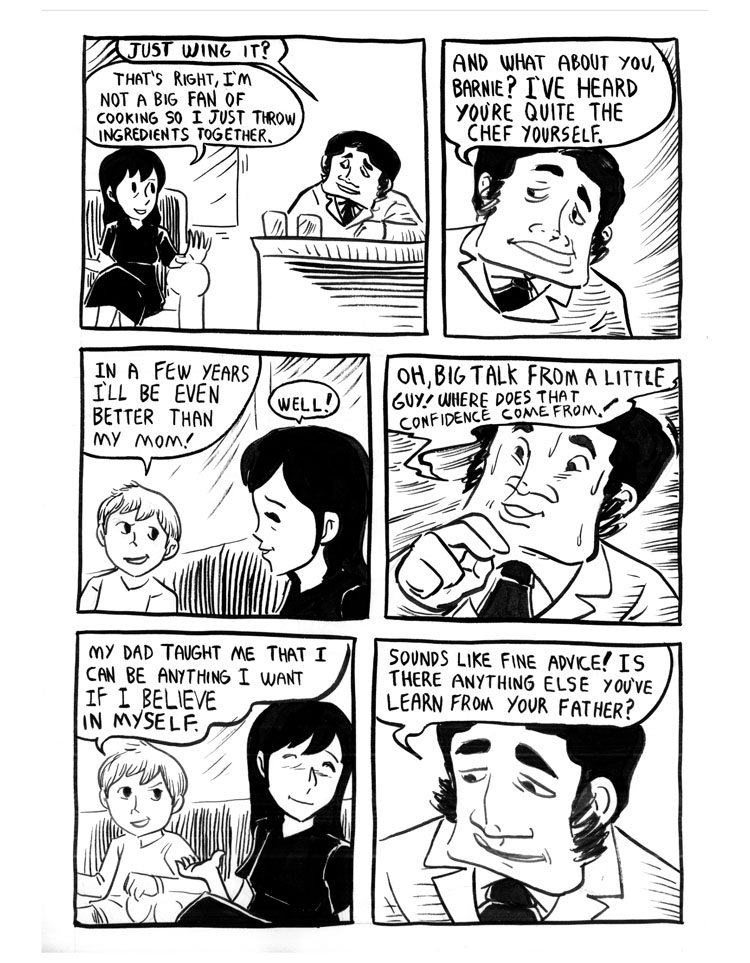 JUST WING IT?
THAT'S RIGHT, I'M
NOT A BIG FAN OF
COOKING SO I JUST THROW
INGREDIENTS TOGETHER.
AND WHAT ABOUT YOU,
BARNIE? I'VE HEARD
YOU'RE QUITE THE
CHEF YOURSELF.
IN A FEW YEARS
I'LL BE EVEN
BETTER THAN
MY MOM!
WELL!
OH, BIG TALK FROM A LITTLE
GUY! WHERE DOES THAT
CONFIDENCE COME FROM!
MY DAD TAUGHT ME THAT I
CAN BE ANYTHING I WANT
IF I BELIEVE
IN MYSELF.
SOUNDS LIKE FINE ADVICE! IS
THERE ANYTHING ELSE YOU'VE
LEARN FROM YOUR FATHER?